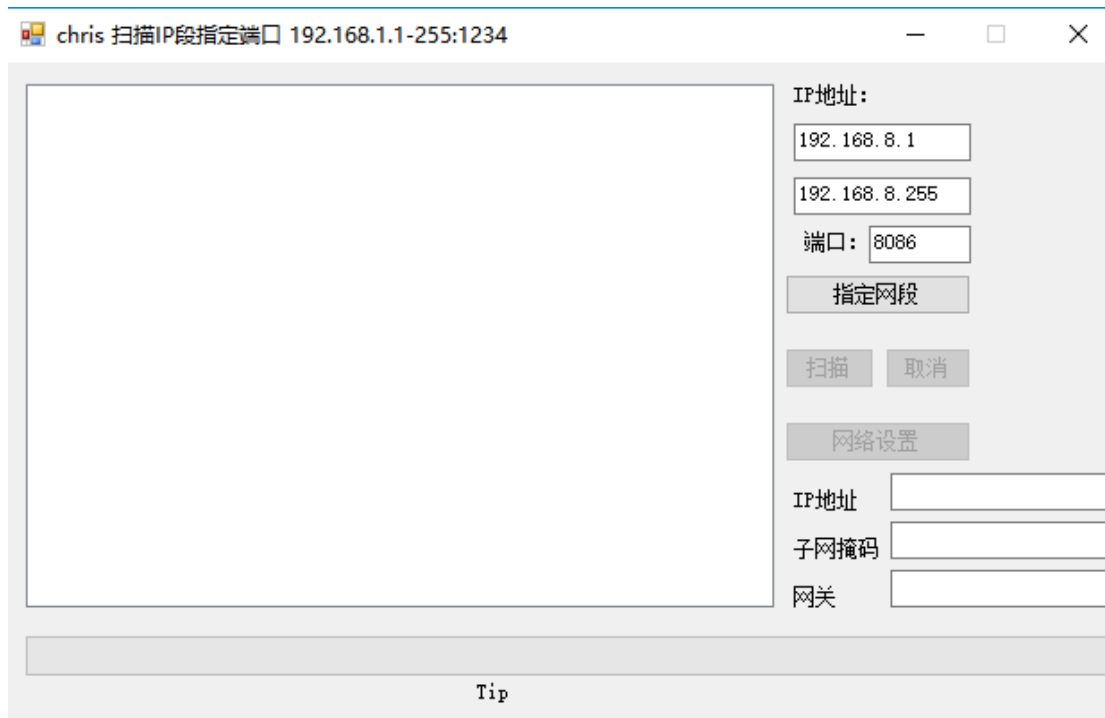 chris 扫描IP段指定端口 192.168.1.1-255:1234
IP地址:
192.168.8.1
192.168.8.255
端口: 8086
指定网段
扫描 取消
网络设置
IP地址
子网掩码
网关
Tip